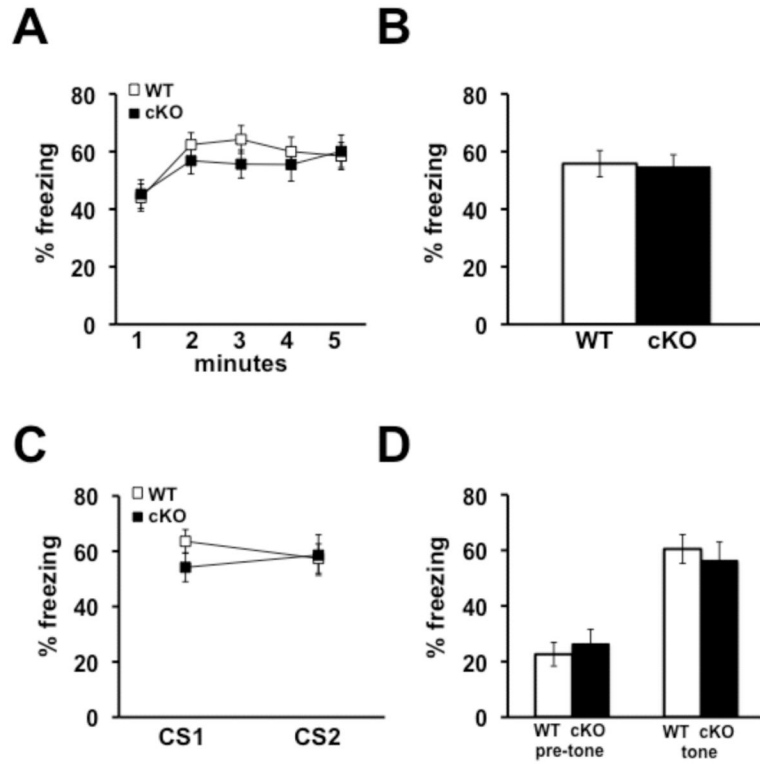 A
WT
cKO
% freezing
80
60
40
20
0
1 2 3 4 5
minutes
B
% freezing
80
60
40
20
0
WT cKO
C
WT
cKO
% freezing
80
60
40
20
0
CS1 CS2
D
% freezing
80
60
40
20
0
WT cKO WT cKO
pre-tone tone